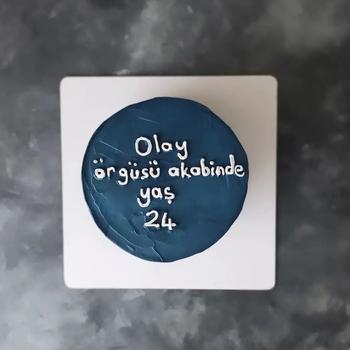 Olay
örgüsü akabinde
yaş
24